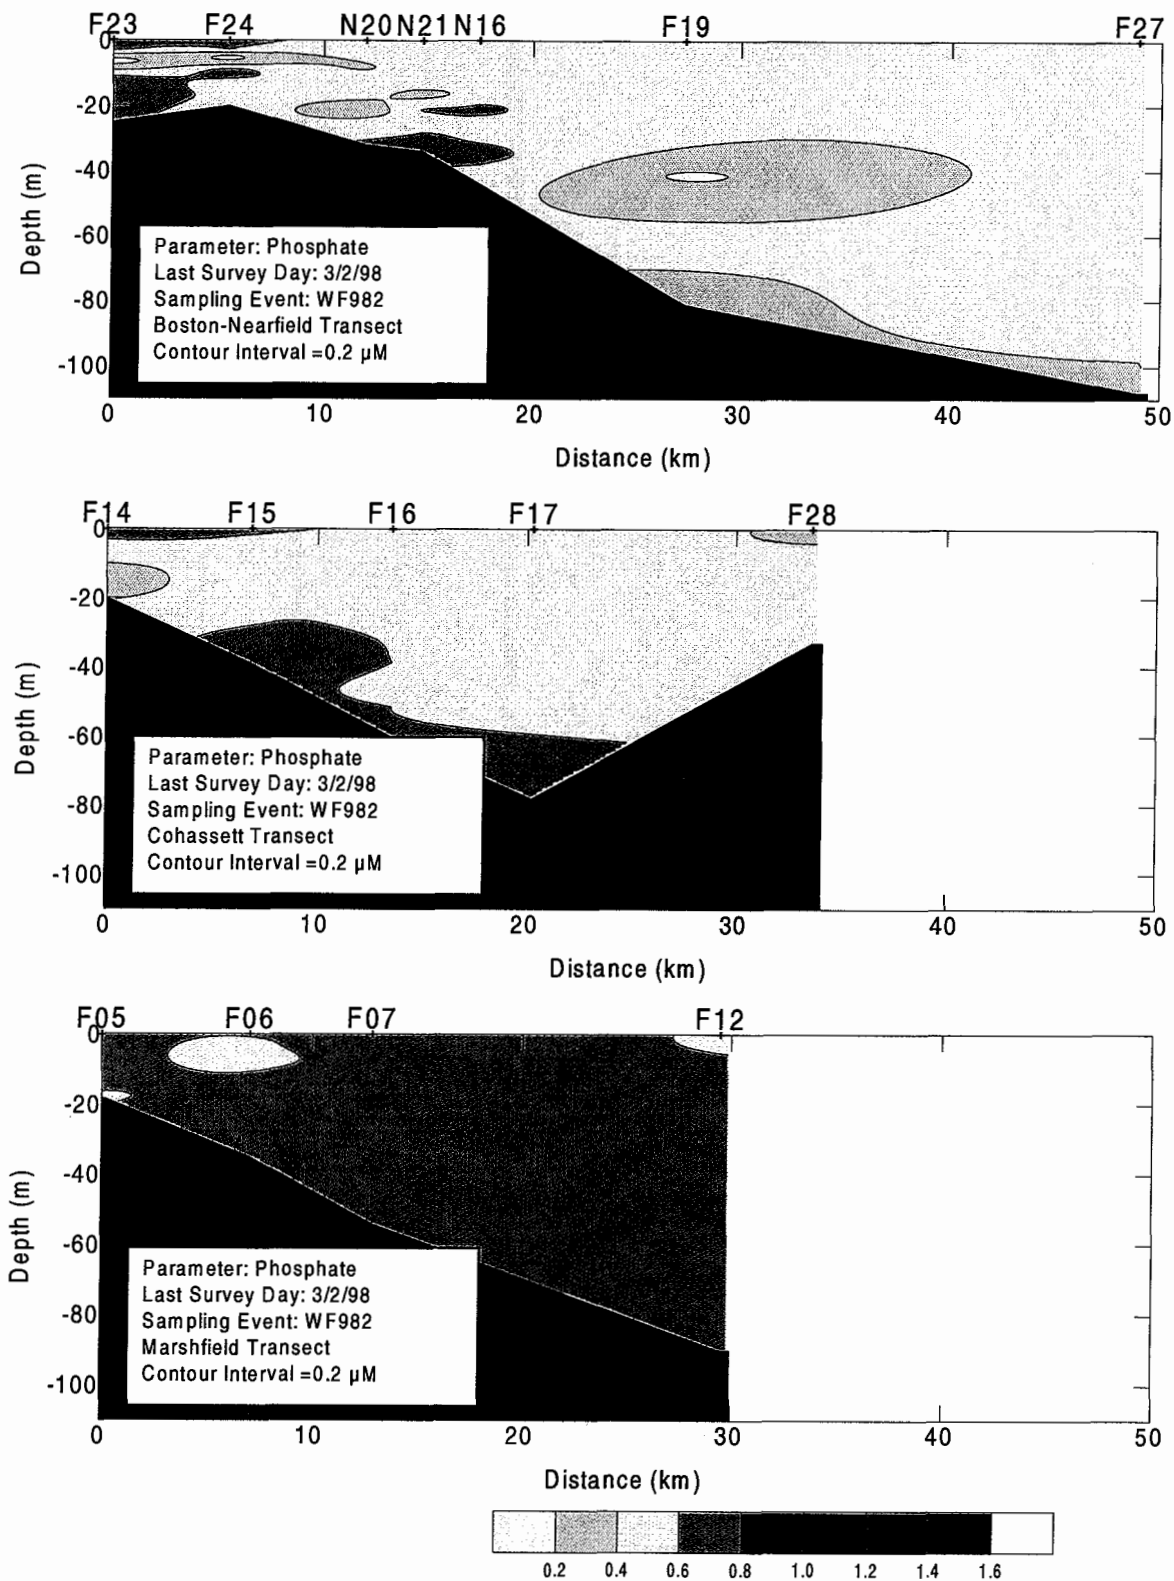 F23 F24 N20 N21 N16 F19 F27
0
-20
-40
-60
-80
-100
Depth (m)
Parameter: Phosphate
Last Survey Day: 3/2/98
Sampling Event: WF982
Boston-Nearfield Transect
Contour Interval =0.2 µM
0 10 20 30 40 50
Distance (km)
F14 F15 F16 F17 F28
0
-20
-40
-60
-80
-100
Depth (m)
Parameter: Phosphate
Last Survey Day: 3/2/98
Sampling Event: WF982
Cohassett Transect
Contour Interval =0.2 µM
0 10 20 30 40 50
Distance (km)
F05 F06 F07 F12
0
-20
-40
-60
-80
-100
Depth (m)
Parameter: Phosphate
Last Survey Day: 3/2/98
Sampling Event: WF982
Marshfield Transect
Contour Interval =0.2 µM
0 10 20 30 40 50
Distance (km)
0.2 0.4 0.6 0.8 1.0 1.2 1.4 1.6